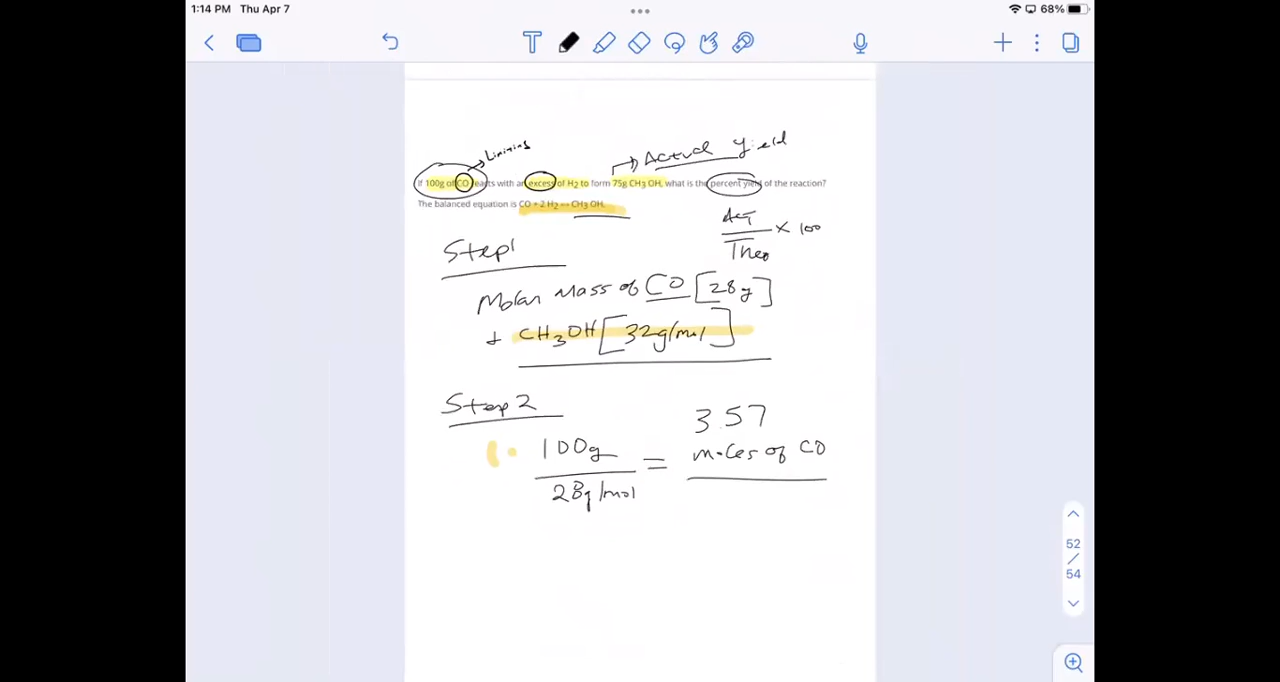 1:14 PM Thu Apr 7
68%
Limiting
Actual yield
If 100g of CO reacts with an excess of H2 to form 75g CH3 OH, what is the percent yield of the reaction?
The balanced equation is CO + 2 H2 --> CH3 OH.
Act
Theo
× 100
Step 1
Molar Mass of CO [28g]
+ CH3OH [32g/mol]
Step 2
100g
28g/mol
=
3.57
moles of CO
52
/
54